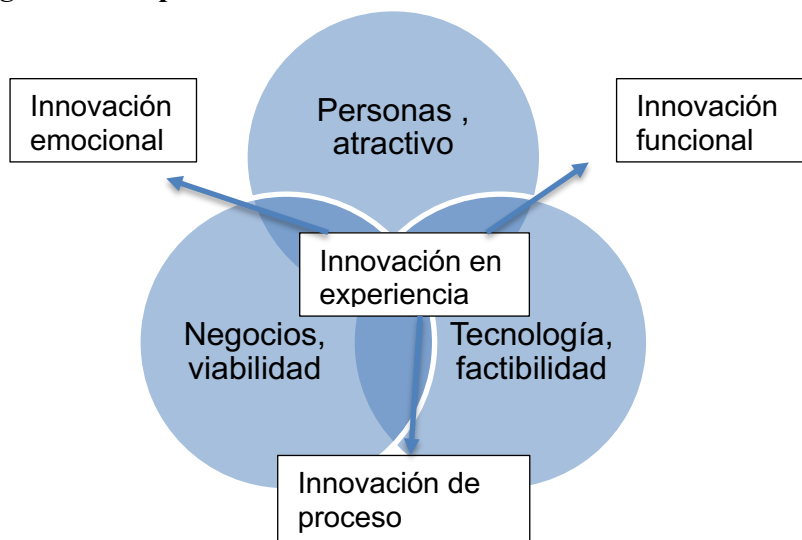 Innovación
emocional
Personas ,
atractivo
Innovación
funcional
Innovación en
experiencia
Negocios,
viabilidad
Tecnología,
factibilidad
Innovación de
proceso